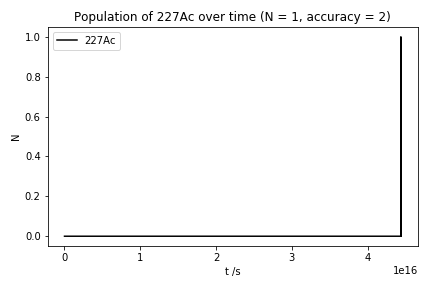 Population of 227Ac over time (N = 1, accuracy = 2)
227Ac
1.0
0.8
0.6
0.4
0.2
0.0
N
0 1 2 3 4
1e16
t /s